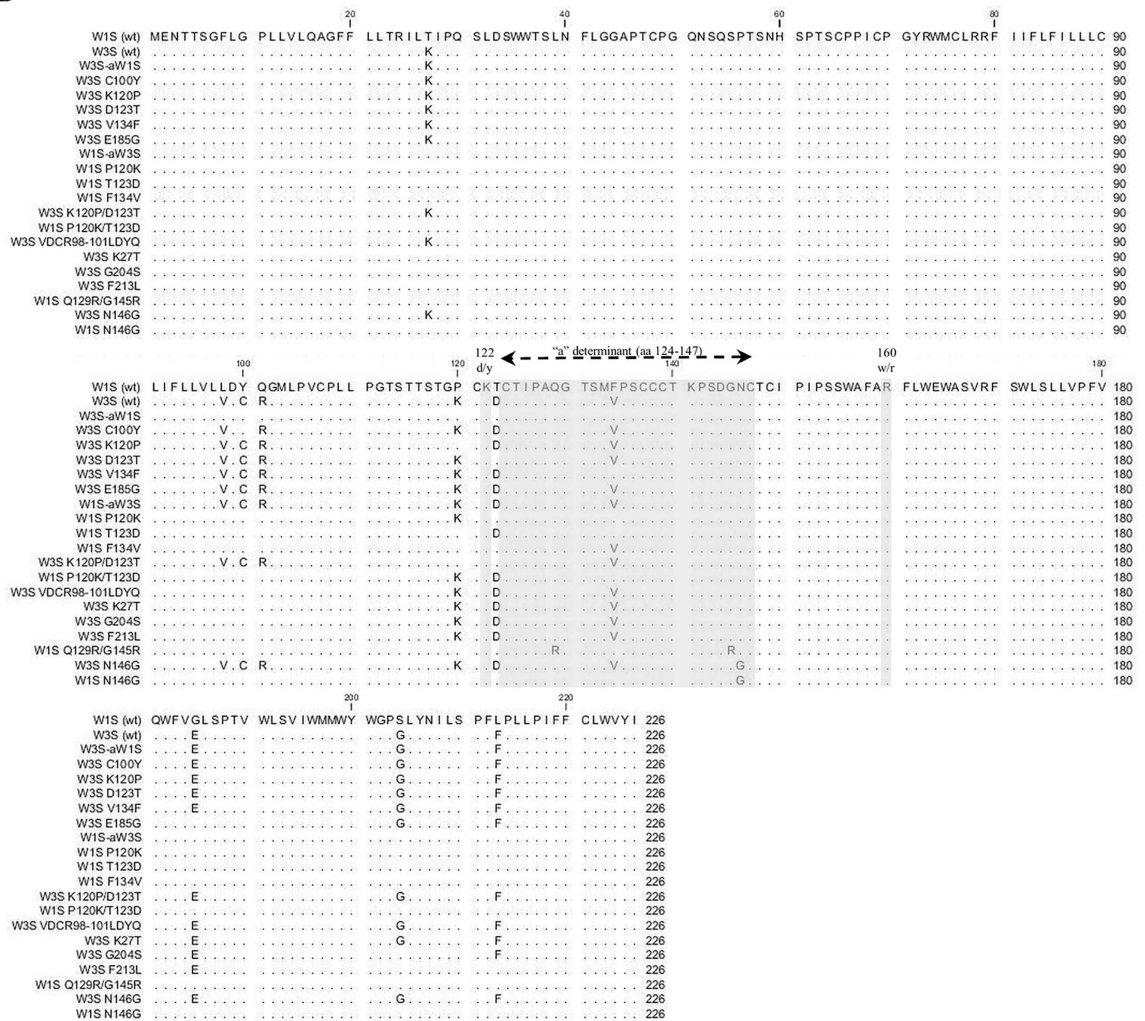 20 40 60 80
W1S (wt) MENTTSGFLG PLLVLQAGFF LLTRILTIPQ SLDSWWTSLN FLGGAPTCPG QNSQSPTSNH SPTSCPPICP GYRWMCLRRF IIFLFILLLC 90
W3S (wt) .......... .......... ......K... .......... .......... .......... .......... .......... .......... 90
W3S-aW1S .......... .......... ......K... .......... .......... .......... .......... .......... .......... 90
W3S C100Y .......... .......... ......K... .......... .......... .......... .......... .......... .......... 90
W3S K120P .......... .......... ......K... .......... .......... .......... .......... .......... .......... 90
W3S D123T .......... .......... ......K... .......... .......... .......... .......... .......... .......... 90
W3S V134F .......... .......... ......K... .......... .......... .......... .......... .......... .......... 90
W3S E185G .......... .......... ......K... .......... .......... .......... .......... .......... .......... 90
W1S-aW3S .......... .......... .......... .......... .......... .......... .......... .......... .......... 90
W1S P120K .......... .......... .......... .......... .......... .......... .......... .......... .......... 90
W1S T123D .......... .......... .......... .......... .......... .......... .......... .......... .......... 90
W1S F134V .......... .......... .......... .......... .......... .......... .......... .......... .......... 90
W3S K120P/D123T .......... .......... ......K... .......... .......... .......... .......... .......... .......... 90
W1S P120K/T123D .......... .......... .......... .......... .......... .......... .......... .......... .......... 90
W3S VDCR98-101LDYQ .......... .......... ......K... .......... .......... .......... .......... .......... .......... 90
W3S K27T .......... .......... .......... .......... .......... .......... .......... .......... .......... 90
W3S G204S .......... .......... .......... .......... .......... .......... .......... .......... .......... 90
W3S F213L .......... .......... .......... .......... .......... .......... .......... .......... .......... 90
W1S Q129R/G145R .......... .......... .......... .......... .......... .......... .......... .......... .......... 90
W3S N146G .......... .......... ......K... .......... .......... .......... .......... .......... .......... 90
W1S N146G .......... .......... .......... .......... .......... .......... .......... .......... .......... 90
122 "a" determinant (aa 124-147) 160
100 120 d/y 140 w/r 180
W1S (wt) LIFLLVLLDY QGMLPVCPLL PGTSTTSTGP CKTCTIPAQG TSMFPSCCCT KPSDGNCTCI PIPSSWAFAR FLWEWASVRF SWLSLLVPFV 180
W3S (wt) .......V.C R......... .........K ..D....... ...V...... .......... .......... .......... .......... 180
W3S-aW1S .......... .......... .......... .......... .......... .......... .......... .......... .......... 180
W3S C100Y .......V.. R......... .........K ..D....... ...V...... .......... .......... .......... .......... 180
W3S K120P .......V.C R......... .......... ..D....... ...V...... .......... .......... .......... .......... 180
W3S D123T .......V.C R......... .........K .......... ...V...... .......... .......... .......... .......... 180
W3S V134F .......V.C R......... .........K ..D....... .......... .......... .......... .......... .......... 180
W3S E185G .......V.C R......... .........K ..D....... ...V...... .......... .......... .......... .......... 180
W1S-aW3S .......V.C R......... .........K ..D....... ...V...... .......... .......... .......... .......... 180
W1S P120K .......... .......... .........K .......... .......... .......... .......... .......... .......... 180
W1S T123D .......... .......... .......... ..D....... .......... .......... .......... .......... .......... 180
W1S F134V .......... .......... .......... .......... ...V...... .......... .......... .......... .......... 180
W3S K120P/D123T .......V.C R......... .......... .......... ...V...... .......... .......... .......... .......... 180
W1S P120K/T123D .......... .......... .........K ..D....... .......... .......... .......... .......... .......... 180
W3S VDCR98-101LDYQ .......... .......... .........K ..D....... ...V...... .......... .......... .......... .......... 180
W3S K27T .......... .......... .........K ..D....... ...V...... .......... .......... .......... .......... 180
W3S G204S .......... .......... .........K ..D....... ...V...... .......... .......... .......... .......... 180
W3S F213L .......... .......... .........K ..D....... ...V...... .......... .......... .......... .......... 180
W1S Q129R/G145R .......... .......... .......... ........R. .......... ....R..... .......... .......... .......... 180
W3S N146G .......V.C R......... .........K ..D....... ...V...... .....G.... .......... .......... .......... 180
W1S N146G .......... .......... .......... .......... .......... .....G.... .......... .......... .......... 180
200 220
W1S (wt) QWFVGLSPTV WLSVIWMMWY WGPSLYNILS PFLPLLPIFF CLWVYI 226
W3S (wt) ....E..... .......... ...G...... ..F....... ...... 226
W3S-aW1S ....E..... .......... ...G...... ..F....... ...... 226
W3S C100Y ....E..... .......... ...G...... ..F....... ...... 226
W3S K120P ....E..... .......... ...G...... ..F....... ...... 226
W3S D123T ....E..... .......... ...G...... ..F....... ...... 226
W3S V134F ....E..... .......... ...G...... ..F....... ...... 226
W3S E185G .......... .......... ...G...... ..F....... ...... 226
W1S-aW3S .......... .......... .......... .......... ...... 226
W1S P120K .......... .......... .......... .......... ...... 226
W1S T123D .......... .......... .......... .......... ...... 226
W1S F134V .......... .......... .......... .......... ...... 226
W3S K120P/D123T ....E..... .......... ...G...... ..F....... ...... 226
W1S P120K/T123D .......... .......... .......... .......... ...... 226
W3S VDCR98-101LDYQ ....E..... .......... ...G...... ..F....... ...... 226
W3S K27T ....E..... .......... ...G...... ..F....... ...... 226
W3S G204S ....E..... .......... .......... ..F....... ...... 226
W3S F213L ....E..... .......... .......... .......... ...... 226
W1S Q129R/G145R .......... .......... .......... .......... ...... 226
W3S N146G ....E..... .......... ...G...... ..F....... ...... 226
W1S N146G .......... .......... .......... .......... ...... 226